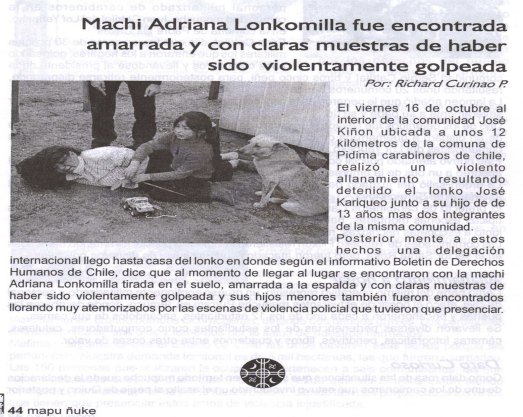 Machi Adriana Lonkomilla fue encontrada
amarrada y con claras muestras de haber
sido violentamente golpeada
Por: Richard Curinao P.
El viernes 16 de octubre al
interior de la comunidad José
Kiñon ubicada a unos 12
kilómetros de la comuna de
Pidima carabineros de chile,
realizó un violento
allanamiento resultando
detenido el lonko José
Kariqueo junto a su hijo de de
13 años mas dos integrantes
de la misma comunidad.
Posterior mente a estos
hechos una delegación
internacional llego hasta casa del lonko en donde según el informativo Boletín de Derechos
Humanos de Chile, dice que al momento de llegar al lugar se encontraron con la machi
Adriana Lonkomilla tirada en el suelo, amarrada a la espalda y con claras muestras de
haber sido violentamente golpeada y sus hijos menores también fueron encontrados
llorando muy atemorizados por las escenas de violencia policial que tuvieron que presenciar.
44 mapu ñuke